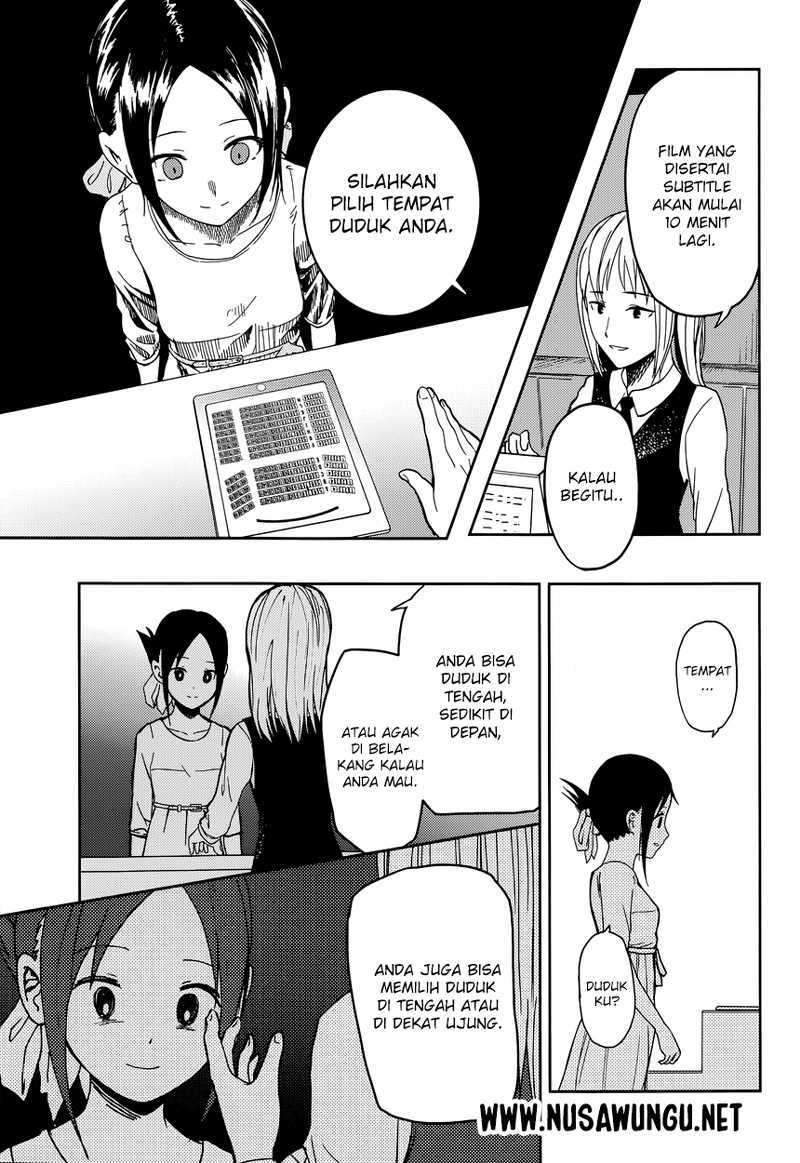 FILM YANG
DISERTAI
SUBTITLE
AKAN MULAI
10 MENIT
LAGI.
KALAU
BEGITU..
SILAHKAN
PILIH TEMPAT
DUDUK ANDA.
TEMPAT
...
DUDUK
KU?
ANDA BISA
DUDUK DI
TENGAH,
SEDIKIT DI
DEPAN,
ATAU AGAK
DI BELA-
KANG KALAU
ANDA MAU.
ANDA JUGA BISA
MEMILIH DUDUK
DI TENGAH ATAU
DI DEKAT UJUNG.
WWW.NUSAWUNGU.NET